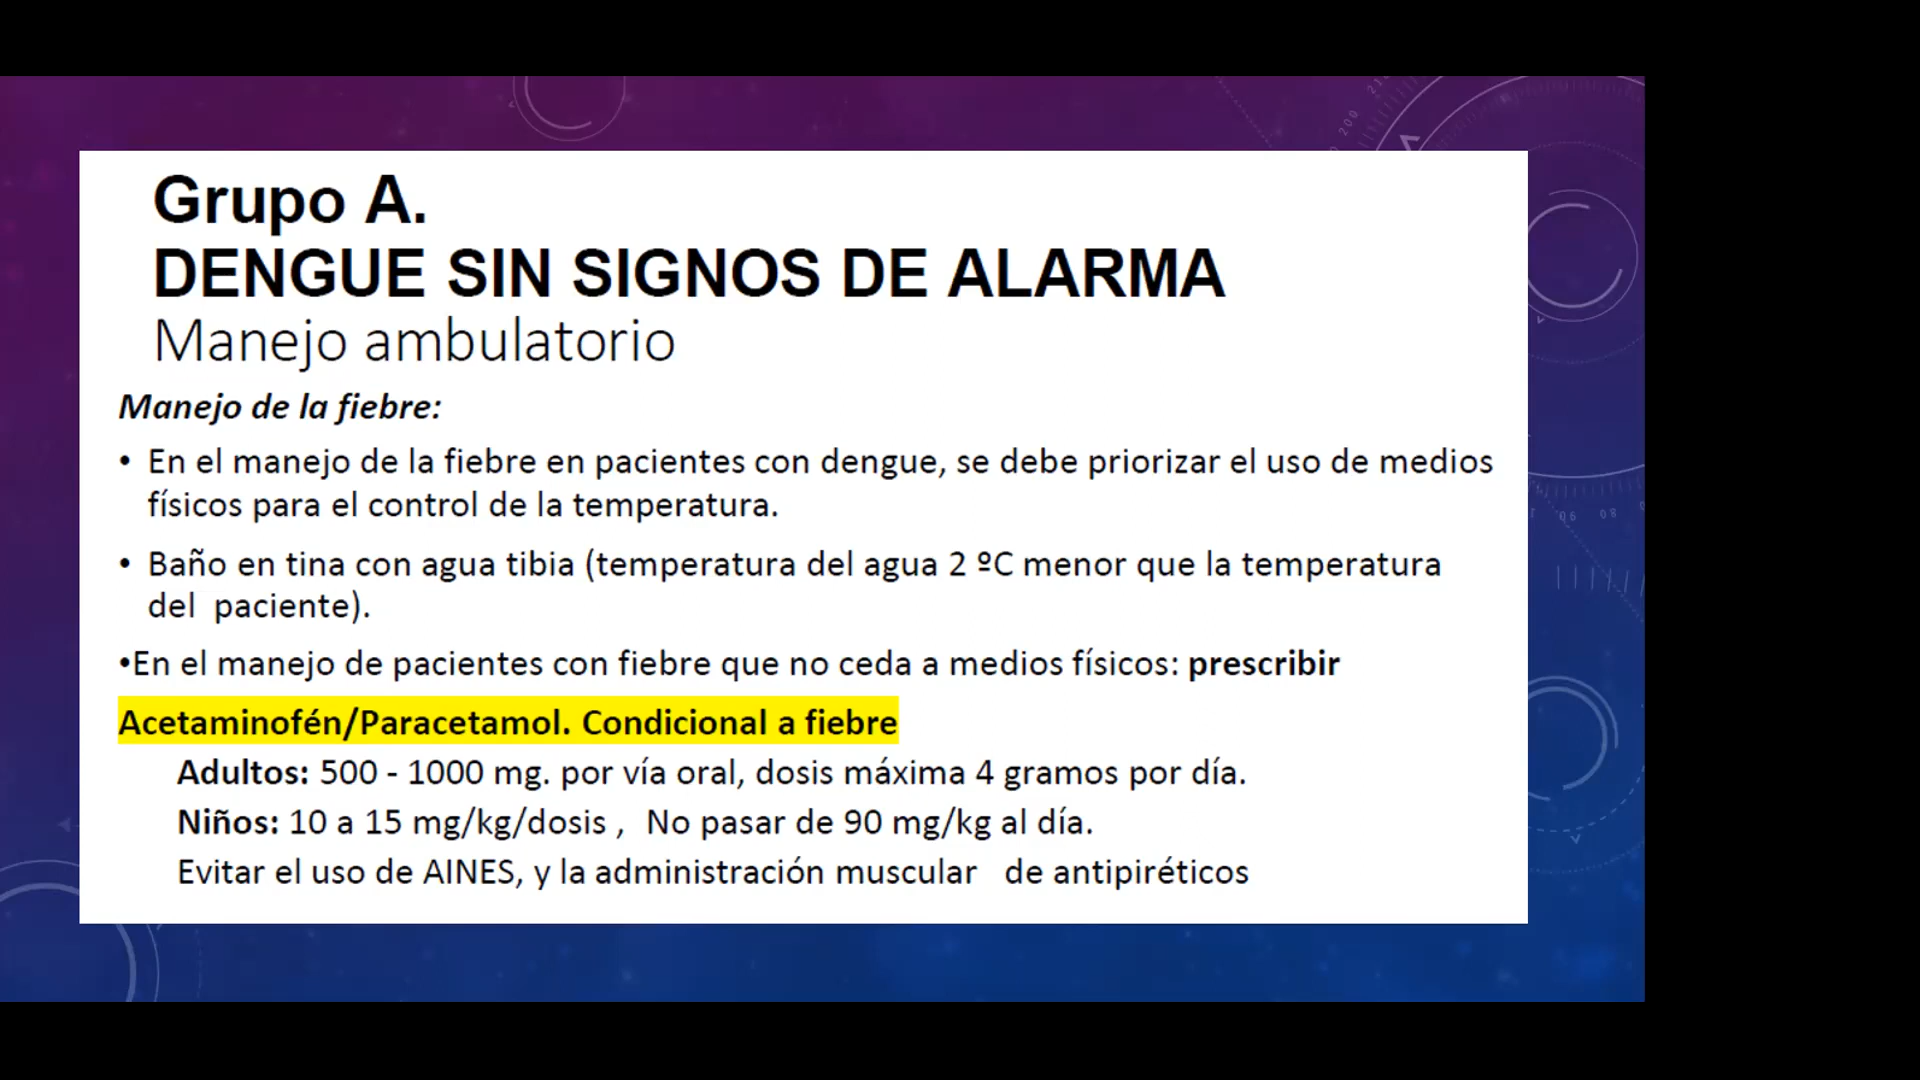 Grupo A.
DENGUE SIN SIGNOS DE ALARMA
Manejo ambulatorio
Manejo de la fiebre:
• En el manejo de la fiebre en pacientes con dengue, se debe priorizar el uso de medios
físicos para el control de la temperatura.
• Baño en tina con agua tibia (temperatura del agua 2 ºC menor que la temperatura
del paciente).
•En el manejo de pacientes con fiebre que no ceda a medios físicos: prescribir
Acetaminofén/Paracetamol. Condicional a fiebre
Adultos: 500 - 1000 mg. por vía oral, dosis máxima 4 gramos por día.
Niños: 10 a 15 mg/kg/dosis , No pasar de 90 mg/kg al día.
Evitar el uso de AINES, y la administración muscular de antipiréticos